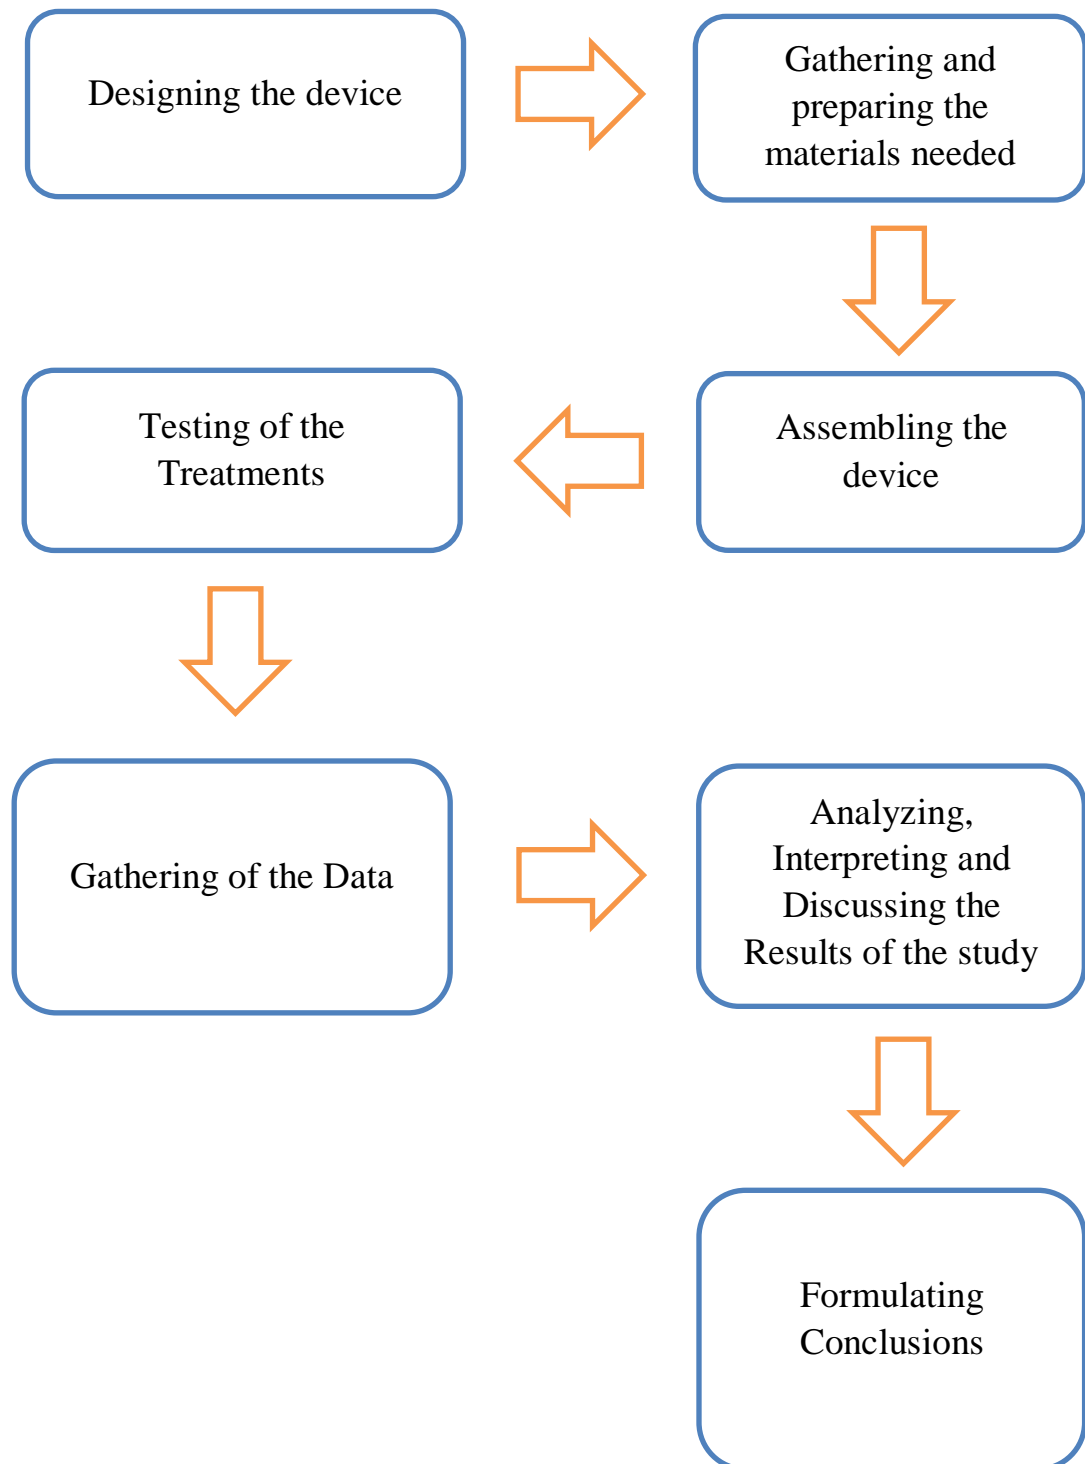 Designing the device
Gathering and
preparing the
materials needed
Assembling the
device
Testing of the
Treatments
Gathering of the Data
Analyzing,
Interpreting and
Discussing the
Results of the study
Formulating
Conclusions